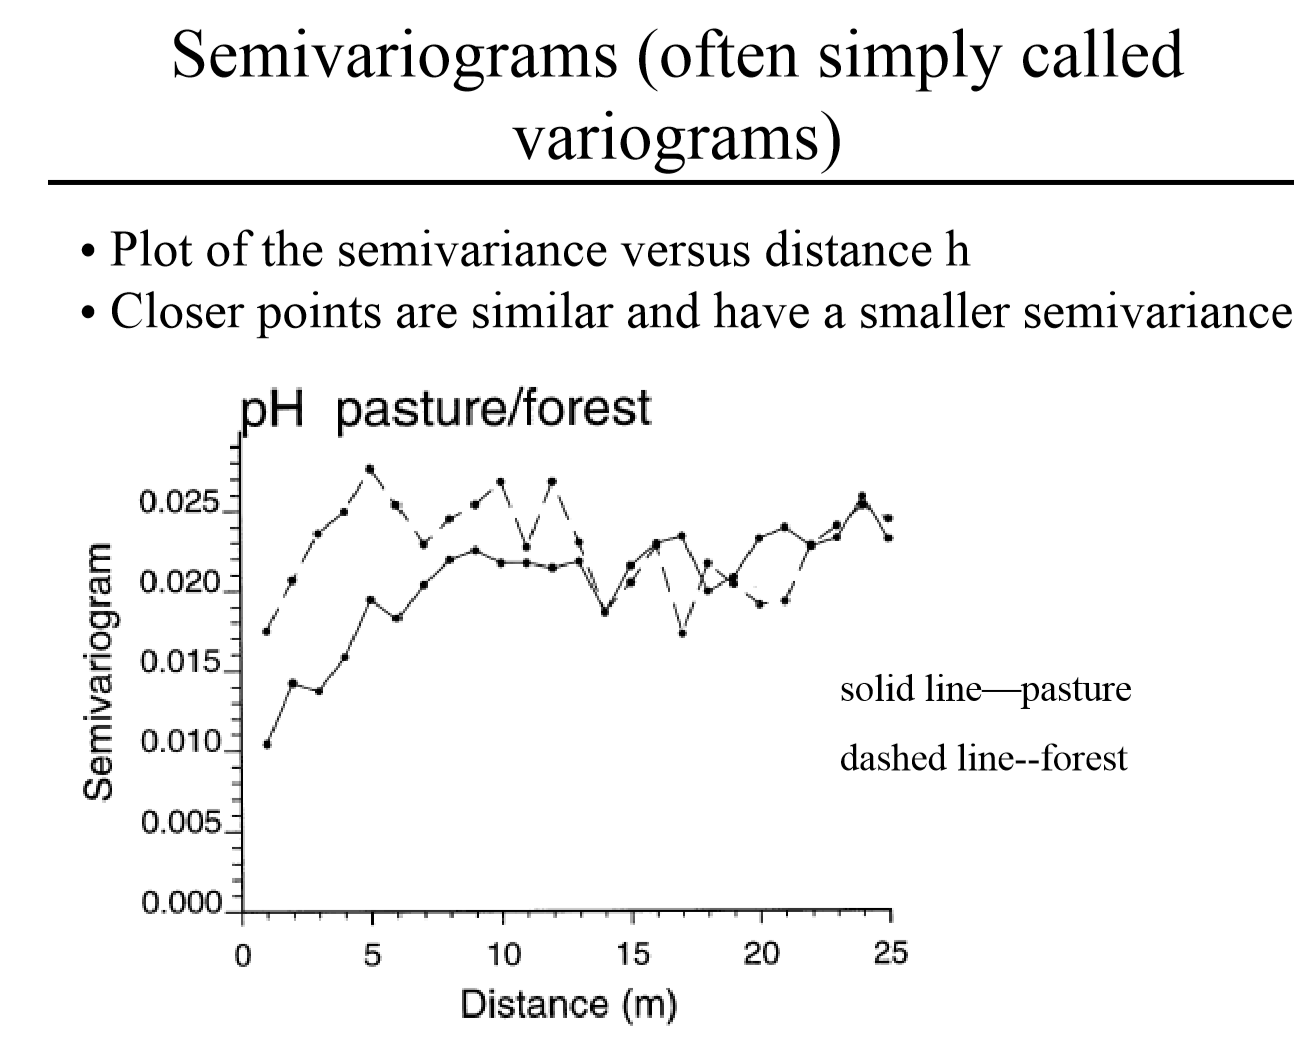 Semivariograms (often simply called
variograms)
• Plot of the semivariance versus distance h
• Closer points are similar and have a smaller semivariance
pH pasture/forest
0.025
0.020
0.015
0.010
0.005
0.000
Semivariogram
0 5 10 15 20 25
Distance (m)
solid line—pasture
dashed line--forest